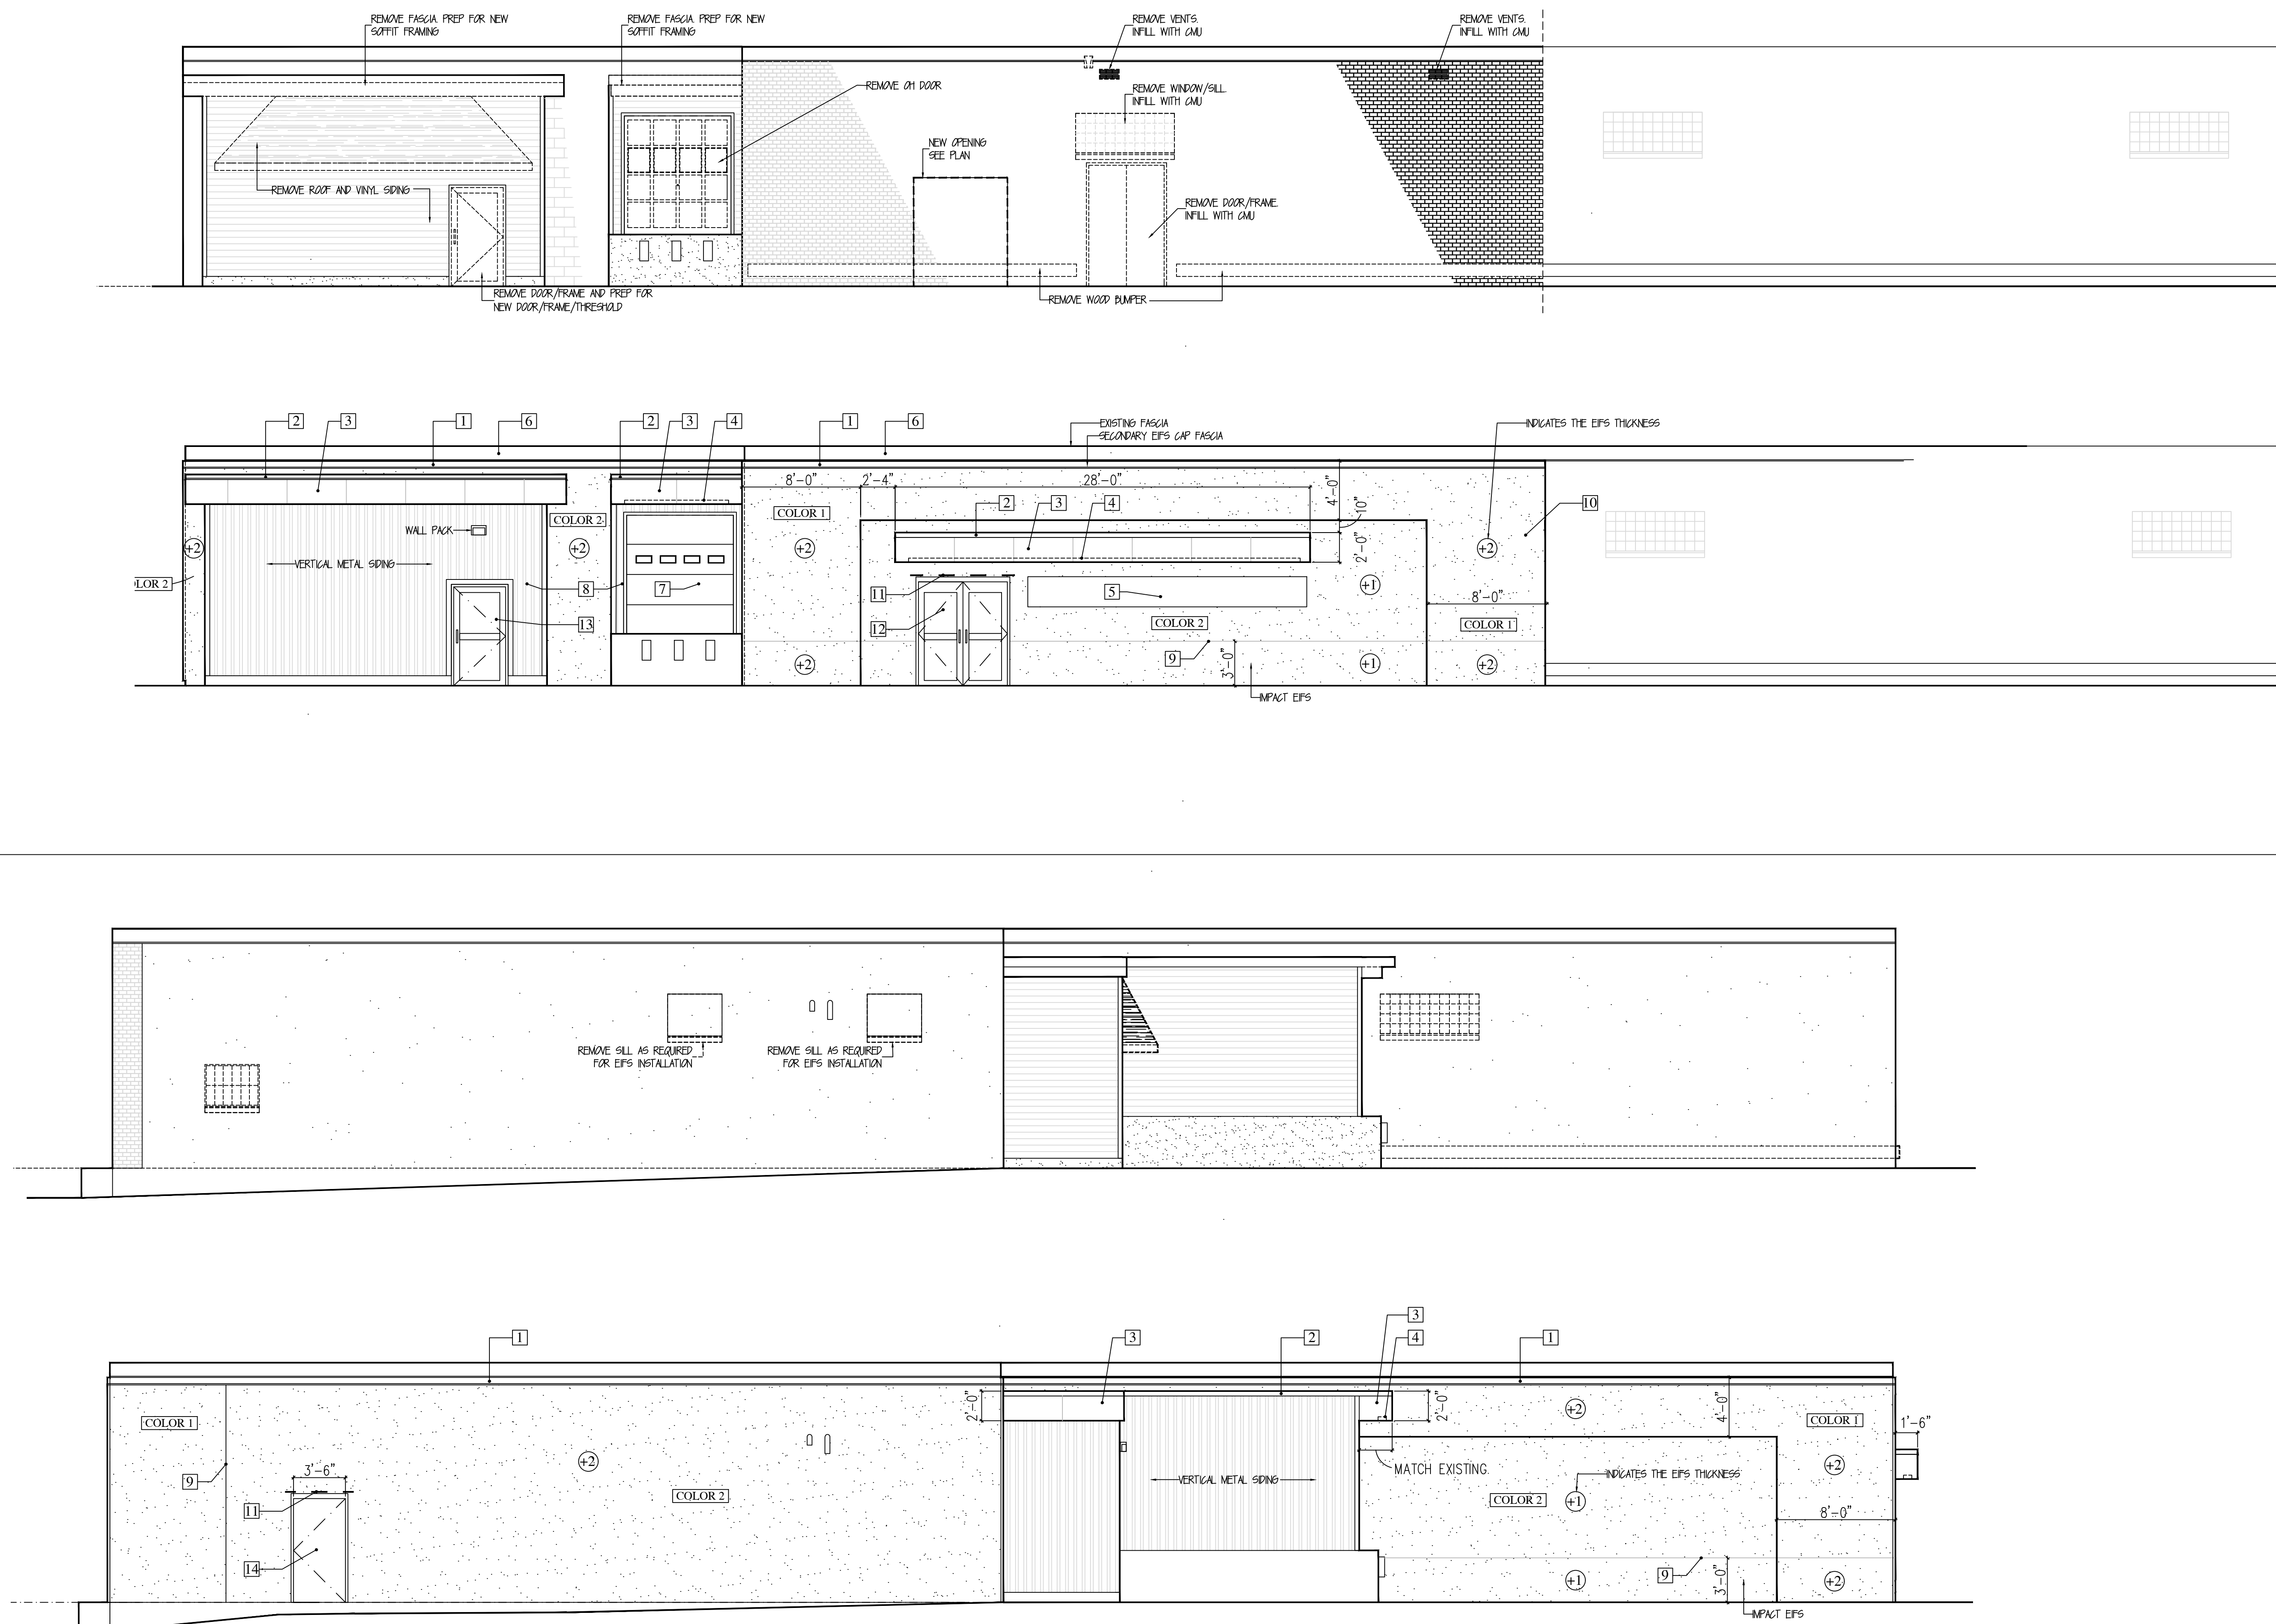 REMOVE FASCIA. PREP FOR NEW
SOFFIT FRAMING
REMOVE FASCIA. PREP FOR NEW
SOFFIT FRAMING
REMOVE VENTS.
INFILL WITH CMU
REMOVE VENTS.
INFILL WITH CMU
REMOVE OH DOOR
REMOVE WINDOW/SILL.
INFILL WITH CMU
NEW OPENING
SEE PLAN
REMOVE ROOF AND VINYL SIDING
REMOVE DOOR/FRAME.
INFILL WITH CMU
REMOVE DOOR/FRAME AND PREP FOR
NEW DOOR/FRAME/THRESHOLD
REMOVE WOOD BUMPER
2
3
1
6
2
3
4
1
6
EXISTING FASCIA
SECONDARY EIFS CAP FASCIA
INDICATES THE EIFS THICKNESS
8'-0"
2'-4"
28'-0"
4'-0"
10"
2'-0"
2
3
4
10
COLOR 2
COLOR 1
WALL PACK
+2
+2
+2
+2
VERTICAL METAL SIDING
OLOR 2
8
7
11
5
+1
8'-0"
13
12
COLOR 2
COLOR 1
9
3'-0"
+2
+1
+2
IMPACT EIFS
REMOVE SILL AS REQUIRED
FOR EIFS INSTALLATION
REMOVE SILL AS REQUIRED
FOR EIFS INSTALLATION
1
3
2
3
4
1
2'-0"
2'-0"
4'-0"
COLOR 1
+2
COLOR 1
1'-6"
9
3'-6"
+2
MATCH EXISTING.
+2
VERTICAL METAL SIDING
INDICATES THE EIFS THICKNESS
11
COLOR 2
COLOR 2
+1
8'-0"
14
+1
9
3'-0"
+2
IMPACT EIFS